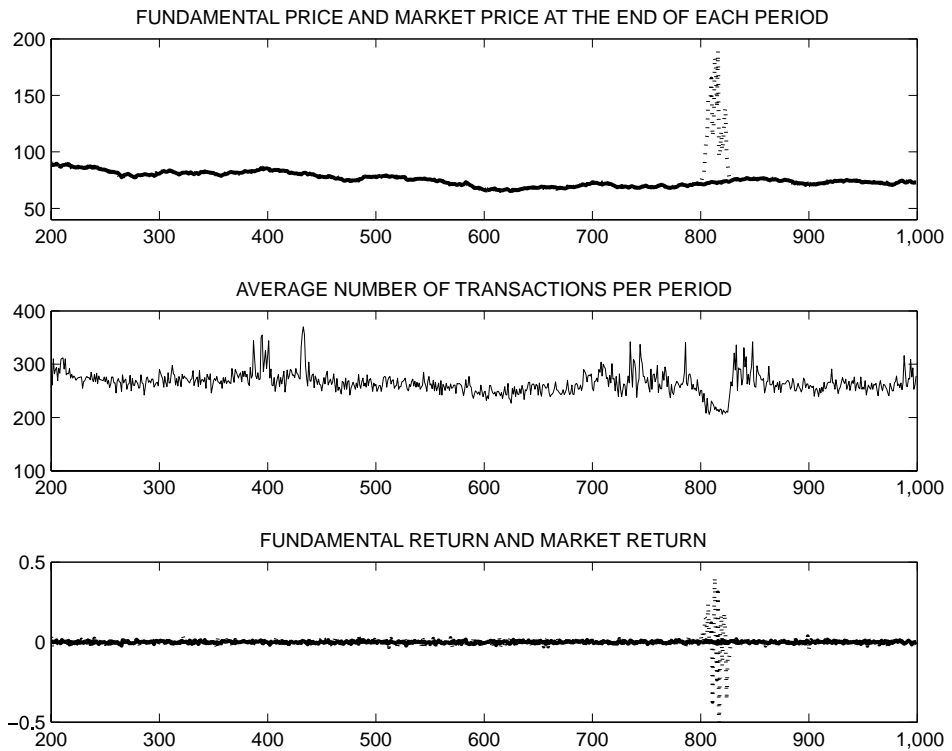 FUNDAMENTAL PRICE AND MARKET PRICE AT THE END OF EACH PERIOD
200
150
100
50
200 300 400 500 600 700 800 900 1,000
AVERAGE NUMBER OF TRANSACTIONS PER PERIOD
400
300
200
100
200 300 400 500 600 700 800 900 1,000
FUNDAMENTAL RETURN AND MARKET RETURN
0.5
0
−0.5
200 300 400 500 600 700 800 900 1,000